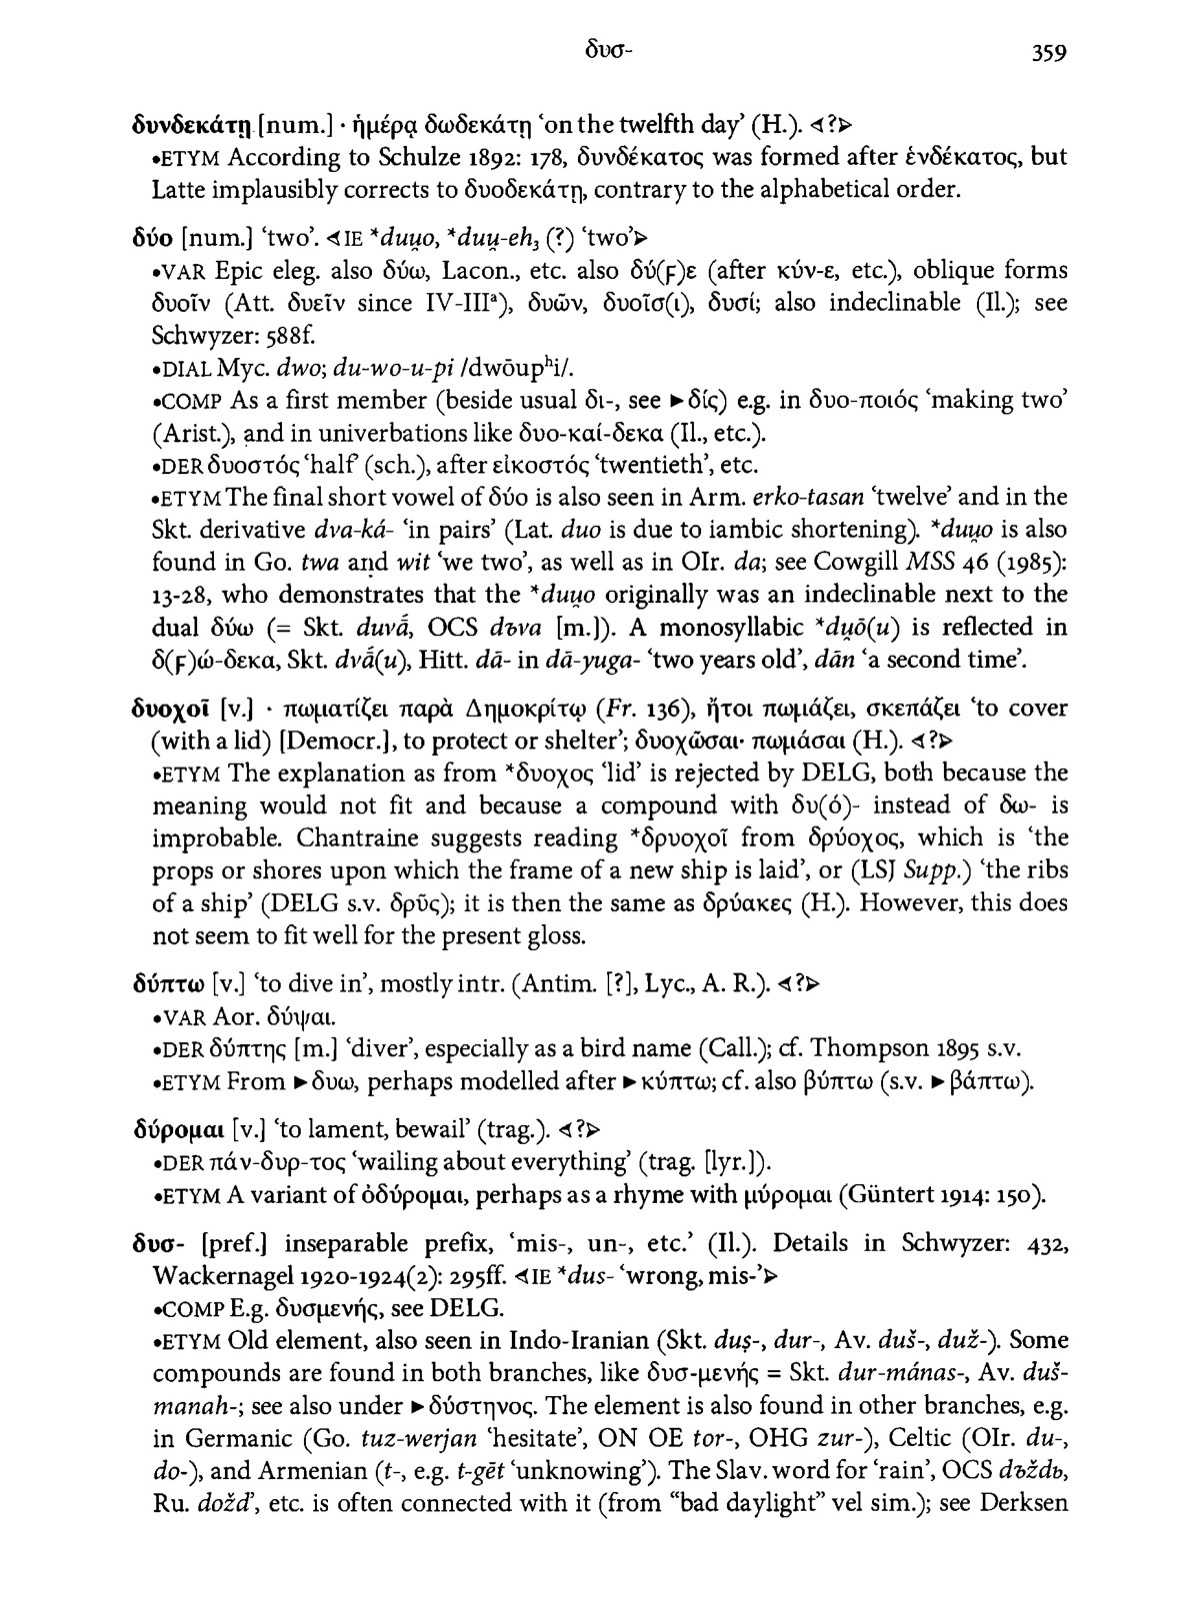 δυσ- 359
δυνδεκάτῃ [num.] · ἡμέρᾳ δωδεκάτῃ ‘on the twelfth day’ (H.). ⊲?⊳
•ETYM According to Schulze 1892: 178, δυνδέκατος was formed after ἑνδέκατος, but
Latte implausibly corrects to δυοδεκάτῃ, contrary to the alphabetical order.
δύο [num.] ‘two’. ⊲IE *duu̯o, *duu̯-eh₃ (?) ‘two’⊳
•VAR Epic eleg. also δύω, Lacon., etc. also δύ(ϝ)ε (after κύν-ε, etc.), oblique forms
δυοῖν (Att. δυεῖν since IV-IIIᵃ), δυῶν, δυοῖσ(ι), δυσί; also indeclinable (Il.); see
Schwyzer: 588f.
•DIAL Myc. dwo; du-wo-u-pi /dwōupʰi/.
•COMP As a first member (beside usual δι-, see ►δίς) e.g. in δυο-ποιός ‘making two’
(Arist.), and in univerbations like δυο-καί-δεκα (Il., etc.).
•DER δυοστός ‘half’ (sch.), after εἰκοστός ‘twentieth’, etc.
•ETYM The final short vowel of δύο is also seen in Arm. erko-tasan ‘twelve’ and in the
Skt. derivative dva-ká- ‘in pairs’ (Lat. duo is due to iambic shortening). *duu̯o is also
found in Go. twa and wit ‘we two’, as well as in OIr. da; see Cowgill MSS 46 (1985):
13-28, who demonstrates that the *duu̯o originally was an indeclinable next to the
dual δύω (= Skt. duvā́, OCS dъva [m.]). A monosyllabic *du̯ō(u) is reflected in
δ(ϝ)ώ-δεκα, Skt. dvā́(u), Hitt. dā- in dā-yuga- ‘two years old’, dān ‘a second time’.
δυοχοῖ [v.] · πωματίζει παρὰ Δημοκρίτῳ (Fr. 136), ἤτοι πωμάζει, σκεπάζει ‘to cover
(with a lid) [Democr.], to protect or shelter’; δυοχῶσαι· πωμάσαι (H.). ⊲?⊳
•ETYM The explanation as from *δυοχος ‘lid’ is rejected by DELG, both because the
meaning would not fit and because a compound with δυ(ό)- instead of δω- is
improbable. Chantraine suggests reading *δρυοχοῖ from δρύοχος, which is ‘the
props or shores upon which the frame of a new ship is laid’, or (LSJ Supp.) ‘the ribs
of a ship’ (DELG s.v. δρῦς); it is then the same as δρύακες (H.). However, this does
not seem to fit well for the present gloss.
δύπτω [v.] ‘to dive in’, mostly intr. (Antim. [?], Lyc., A. R.). ⊲?⊳
•VAR Aor. δύψαι.
•DER δύπτης [m.] ‘diver’, especially as a bird name (Call.); cf. Thompson 1895 s.v.
•ETYM From ►δυω, perhaps modelled after ►κύπτω; cf. also βύπτω (s.v. ►βάπτω).
δύρομαι [v.] ‘to lament, bewail’ (trag.). ⊲?⊳
•DER πάν-δυρ-τος ‘wailing about everything’ (trag. [lyr.]).
•ETYM A variant of ὀδύρομαι, perhaps as a rhyme with μύρομαι (Güntert 1914: 150).
δυσ- [pref.] inseparable prefix, ‘mis-, un-, etc.’ (Il.). Details in Schwyzer: 432,
Wackernagel 1920-1924(2): 295ff. ⊲IE *dus- ‘wrong, mis-’⊳
•COMP E.g. δυσμενής, see DELG.
•ETYM Old element, also seen in Indo-Iranian (Skt. duṣ-, dur-, Av. duš-, duž-). Some
compounds are found in both branches, like δυσ-μενής = Skt. dur-mánas-, Av. duš-
manah-; see also under ►δύστηνος. The element is also found in other branches, e.g.
in Germanic (Go. tuz-werjan ‘hesitate’, ON OE tor-, OHG zur-), Celtic (OIr. du-,
do-), and Armenian (t-, e.g. t-gēt ‘unknowing’). The Slav. word for ‘rain’, OCS dъždь,
Ru. dožd’, etc. is often connected with it (from “bad daylight” vel sim.); see Derksen